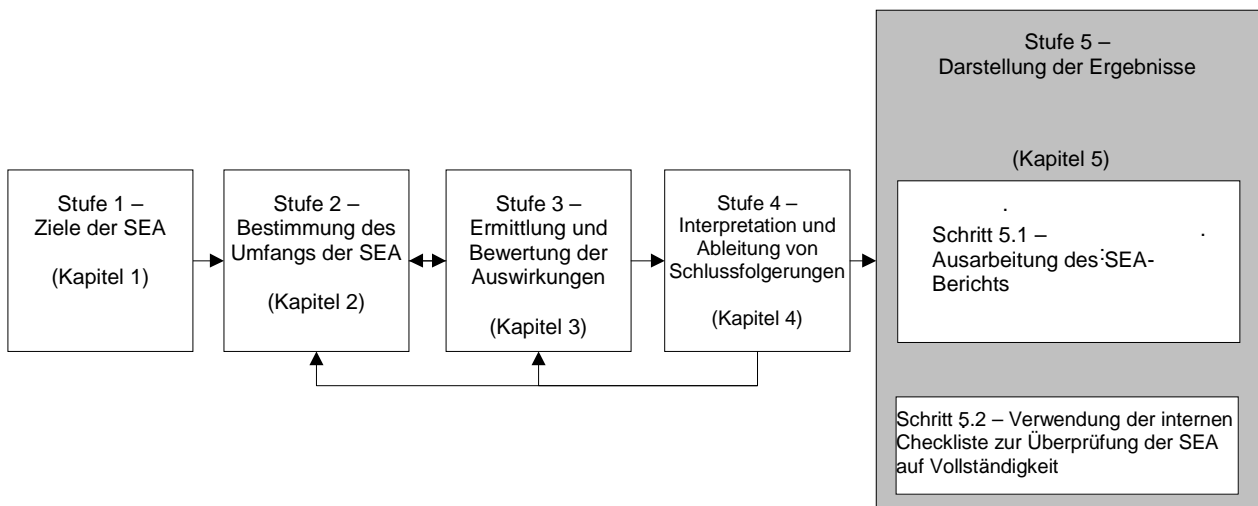 Stufe 1 –
Ziele der SEA
(Kapitel 1)
Stufe 2 –
Bestimmung des
Umfangs der SEA
(Kapitel 2)
Stufe 3 –
Ermittlung und
Bewertung der
Auswirkungen
(Kapitel 3)
Stufe 4 –
Interpretation und
Ableitung von
Schlussfolgerungen
(Kapitel 4)
Stufe 5 –
Darstellung der Ergebnisse
(Kapitel 5)
Schritt 5.1 –
Ausarbeitung des SEA-
Berichts
Schritt 5.2 – Verwendung der internen
Checkliste zur Überprüfung der SEA
auf Vollständigkeit